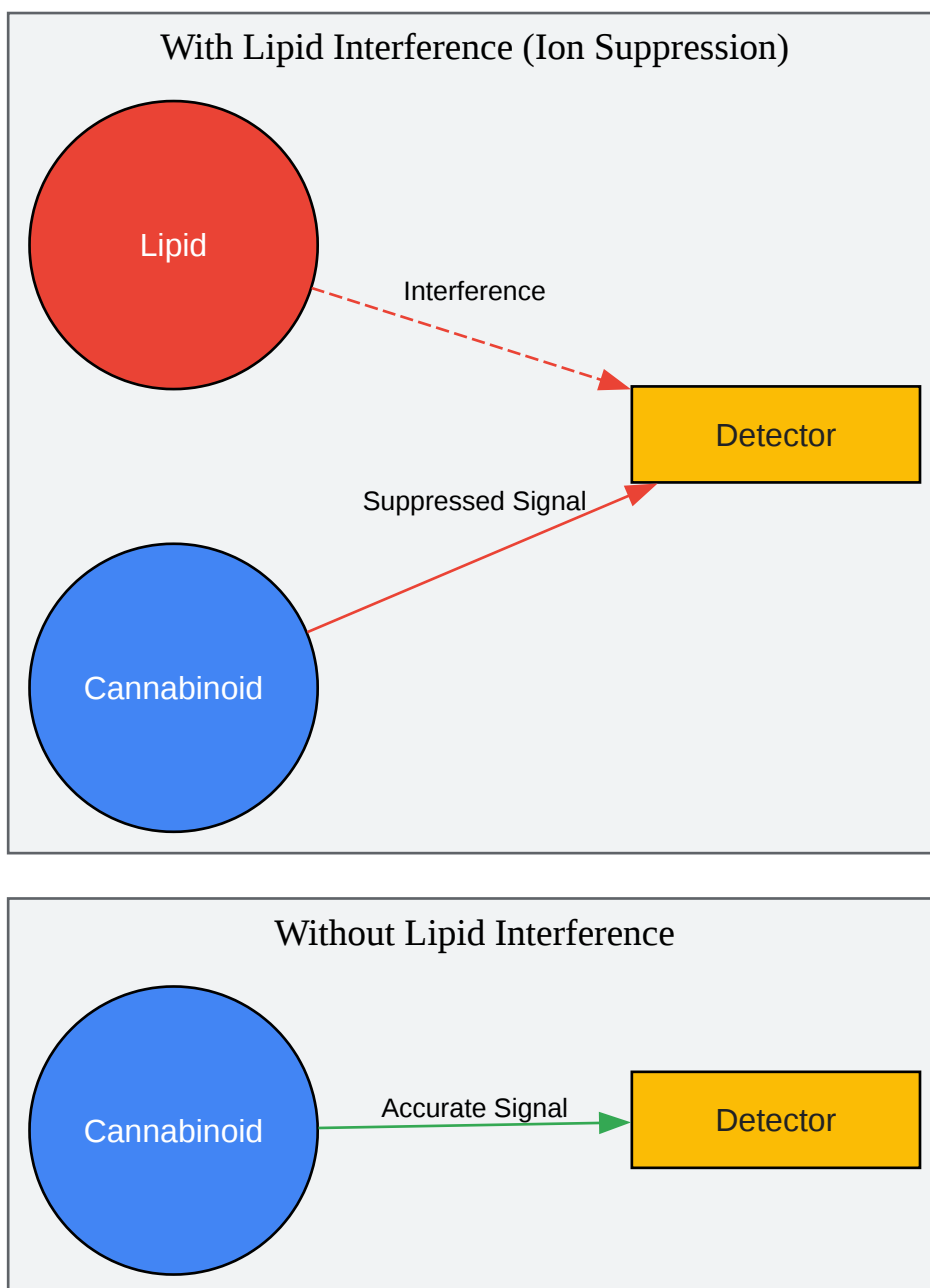 With Lipid Interference (Ion Suppression)
Lipid
Interference
Detector
Suppressed Signal
Cannabinoid
Without Lipid Interference
Accurate Signal
Detector
Cannabinoid